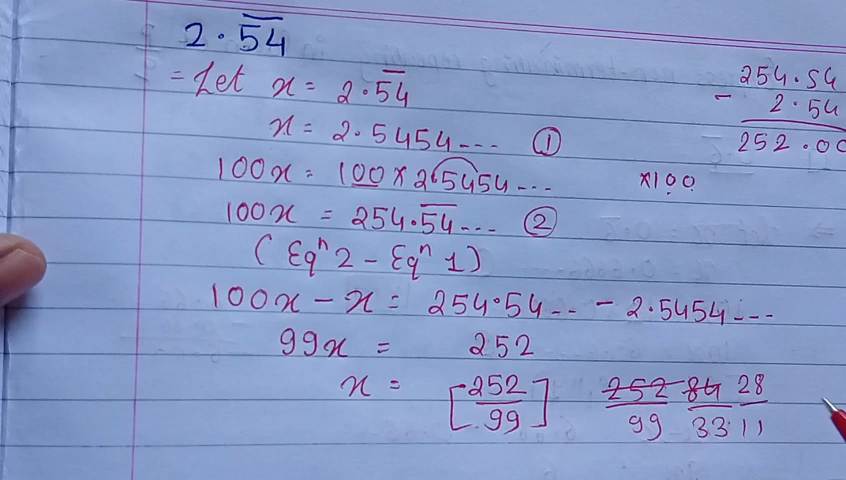 2.5̅4̅
= Let x = 2.5̅4̅
x = 2.5454--- ①
100x = 100 × 2.5454---
100x = 254.5̅4̅--- ②
(Eqⁿ 2 - Eqⁿ 1)
100x - x = 254.54-- - 2.5454---
99x = 252
x = [252/99] 252/99 84/33 28/11
254.54
- 2.54
252.00
×100